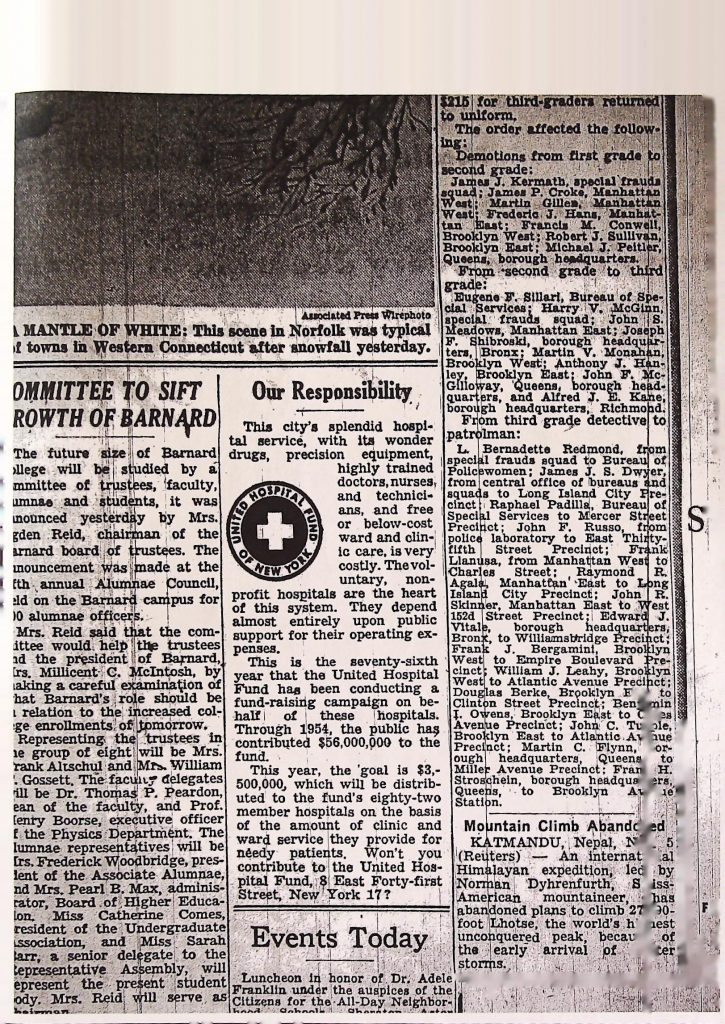 Associated Press Wirephoto
A MANTLE OF WHITE: This scene in Norfolk was typical
of towns in Western Connecticut after snowfall yesterday.
OMMITTEE TO SIFT
ROWTH OF BARNARD
The future size of Barnard
ollege will be studied by a
mmittee of trustees, faculty,
umnae and students, it was
nounced yesterday by Mrs.
gden Reid, chairman of the
arnard board of trustees. The
nouncement was made at the
fth annual Alumnae Council,
eld on the Barnard campus for
0 alumnae officers.
Mrs. Reid said that the com-
ittee would help the trustees
nd the president of Barnard,
rs. Millicent C. McIntosh, by
aking a careful examination of
hat Barnard's role should be
relation to the increased col-
ge enrollments of tomorrow.
Representing the trustees in
e group of eight will be Mrs.
rank Altschul and Mrs. William
. Gossett. The faculty delegates
ill be Dr. Thomas P. Peardon,
ean of the faculty, and Prof.
enry Boorse, executive officer
f the Physics Department. The
lumnae representatives will be
rs. Frederick Woodbridge, pres-
dent of the Associate Alumnae,
nd Mrs. Pearl B. Max, adminis-
rator, Board of Higher Educa-
ion. Miss Catherine Comes,
resident of the Undergraduate
ssociation, and Miss Sarah
arr, a senior delegate to the
epresentative Assembly, will
epresent the present student
ody. Mrs. Reid will serve as
hairman.
Our Responsibility
This city's splendid hospi-
tal service, with its wonder
drugs, precision equipment,
highly trained
doctors, nurses,
and techni-
ans, and free
or below-cost
ward and clin-
ic care, is very
costly. The vol-
untary, non-
profit hospitals are the heart
of this system. They depend
almost entirely upon public
support for their operating ex-
penses.
UNITED HOSPITAL FUND
OF NEW YORK
This is the seventy-sixth
year that the United Hospital
Fund has been conducting a
fund-raising campaign on be-
half of these hospitals.
Through 1954, the public has
contributed $56,000,000 to the
fund.
This year, the goal is $3,-
500,000, which will be distrib-
uted to the fund's eighty-two
member hospitals on the basis
of the amount of clinic and
ward service they provide for
needy patients. Won't you
contribute to the United Hos-
pital Fund, 8 East Forty-first
Street, New York 17?
Events Today
Luncheon in honor of Dr. Adele
Franklin under the auspices of the
Citizens for the All-Day Neighbor-
hood Schools, Sheraton Astor
$215 for third-graders returned
to uniform.
The order affected the follow-
ing:
Demotions from first grade to
second grade:
James J. Kermath, special frauds
squad; James P. Croke, Manhattan
West; Martin Gillen, Manhattan
West; Frederic J. Hans, Manhat-
tan East; Francis M. Conwell,
Brooklyn West; Robert J. Sullivan,
Brooklyn East; Michael J. Peitler,
Queens, borough headquarters.
From second grade to third
grade:
Eugene F. Sillari, Bureau of Spe-
cial Services; Harry V. McGinn,
special frauds squad; John S.
Meadows, Manhattan East; Joseph
F. Shibroski, borough headquar-
ters, Bronx; Martin V. Monahan,
Brooklyn West; Anthony J. Han-
ley, Brooklyn East; John F. Mc-
Gilloway, Queens, borough head-
quarters, and Alfred J. E. Kane,
borough headquarters, Richmond.
From third grade detective to
patrolman:
L. Bernadette Redmond, from
special frauds squad to Bureau of
Policewomen; James J. S. Dwyer,
from central office of bureaus and
squads to Long Island City Pre-
cinct; Raphael Padilla, Bureau of
Special Services to Mercer Street
Precinct; John F. Russo, from
police laboratory to East Thirty-
fifth Street Precinct; Frank
Llanusa, from Manhattan West to
Charles Street; Raymond R.
Agala, Manhattan East to Long
Island City Precinct; John R.
Skinner, Manhattan East to West
152d Street Precinct; Edward J.
Vitale, borough headquarters,
Bronx, to Williamsbridge Precinct;
Frank J. Bergamini, Brooklyn
West to Empire Boulevard Pre-
cinct; William J. Leahy, Brooklyn
West to Atlantic Avenue Precinct;
Douglas Berke, Brooklyn to
Clinton Street Precinct;
J. Owens, Brooklyn East to
Avenue Precinct; John C.
Brooklyn East to Atlantic
Precinct; Martin C. Flynn,
ough headquarters, Queens to
Miller Avenue Precinct; H.
Stroschein, borough
Queens, to Brooklyn
Station.
Mountain Climb
KATMANDU, Nepal, 5
(Reuters) — An
Himalayan expedition, led by
Norman Dyhrenfurth,
American mountaineer, has
abandoned plans to climb
foot Lhotse, the world's
unconquered peak, of
the early arrival of
storms.
S
F